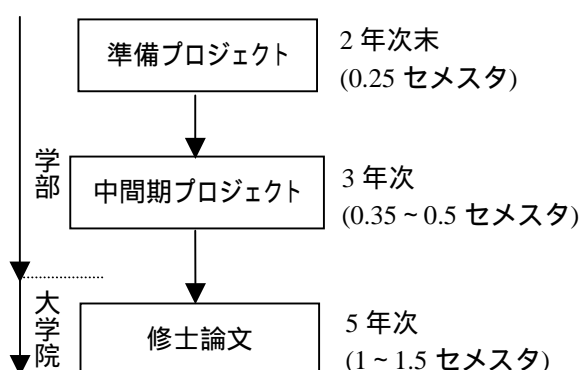 準備プロジェクト
2 年次末
(0.25 セメスタ)
学部
中間期プロジェクト
3 年次
(0.35 ~ 0.5 セメスタ)
大学院
修士論文
5 年次
(1 ~ 1.5 セメスタ)